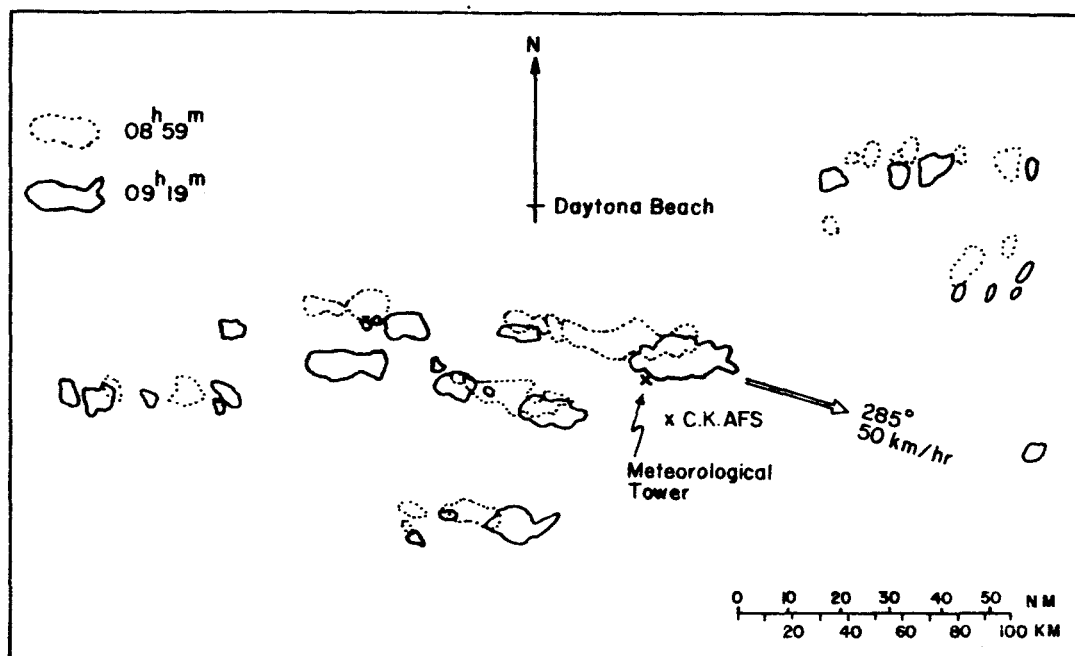 N
08h59m
09h19m
Daytona Beach
x C.K.AFS
285°
50 km/hr
Meteorological
Tower
0 10 20 30 40 50 NM
20 40 60 80 100 KM